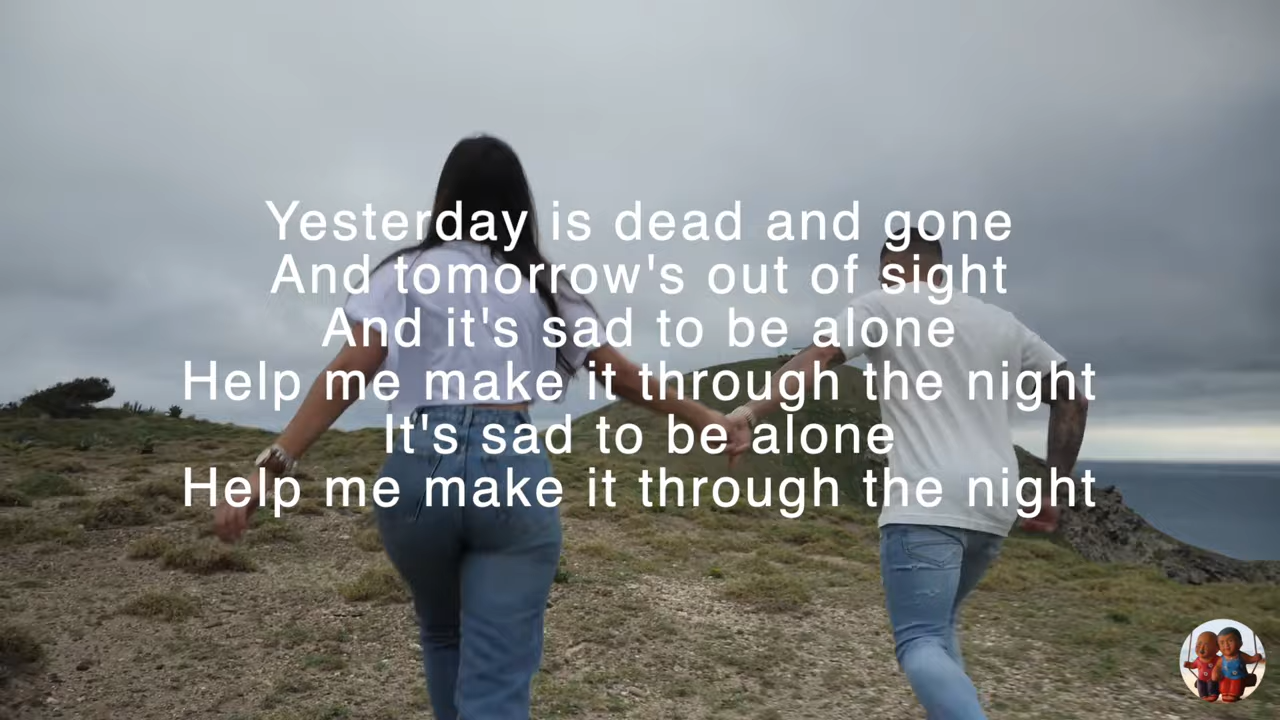 Yesterday is dead and gone
And tomorrow's out of sight
And it's sad to be alone
Help me make it through the night
It's sad to be alone
Help me make it through the night